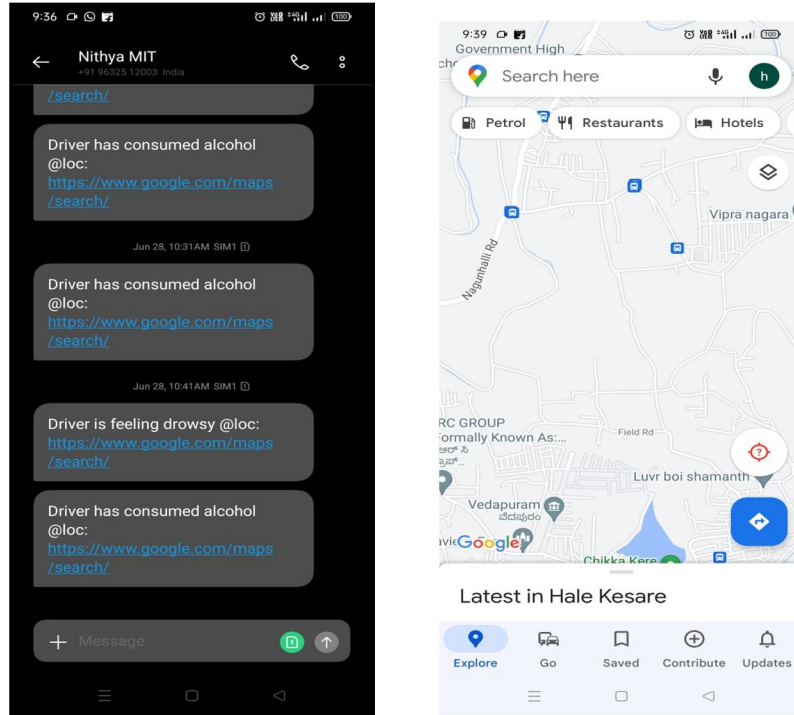 9:36
100
Nithya MIT
+91 96325 12003 India
/search/
Driver has consumed alcohol
@loc:
https://www.google.com/maps
/search/
Jun 28, 10:31AM SIM1
Driver has consumed alcohol
@loc:
https://www.google.com/maps
/search/
Jun 28, 10:41AM SIM1
Driver is feeling drowsy @loc:
https://www.google.com/maps
/search/
Driver has consumed alcohol
@loc:
https://www.google.com/maps
/search/
Message
9:39
100
Government High
Search here
h
Petrol
Restaurants
Hotels
Vipra nagara
Nagunhalli Rd
RC GROUP
ormally Known As:...
Field Rd
Luvr boi shamanth
Vedapuram
ವೆದಪುರಂ
Google
Chikka Kere
Latest in Hale Kesare
Explore
Go
Saved
Contribute
Updates